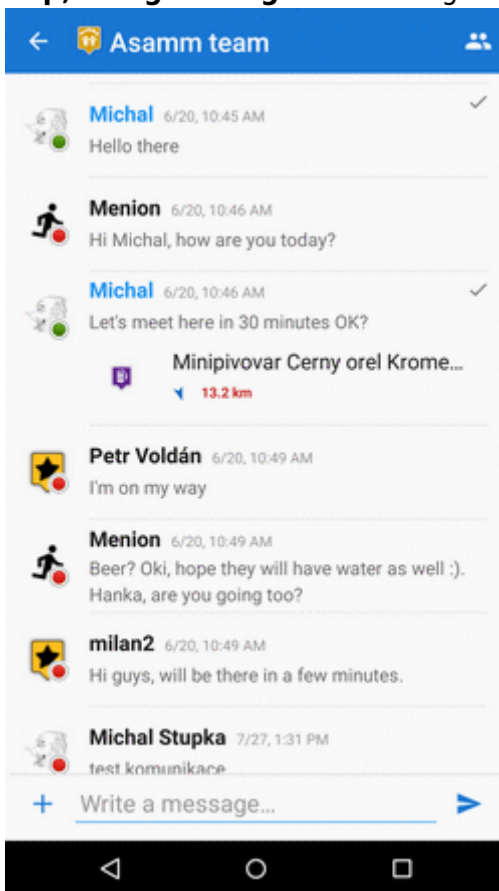 Asamm team
Michal 6/20, 10:45 AM
Hello there
Menion 6/20, 10:46 AM
Hi Michal, how are you today?
Michal 6/20, 10:46 AM
Let's meet here in 30 minutes OK?
Minipivovar Cerny orel Krome...
13.2 km
Petr Voldán 6/20, 10:49 AM
I'm on my way
Menion 6/20, 10:49 AM
Beer? Oki, hope they will have water as well :).
Hanka, are you going too?
milan2 6/20, 10:49 AM
Hi guys, will be there in a few minutes.
Michal Stupka 7/27, 1:31 PM
test komunikace
Write a message...